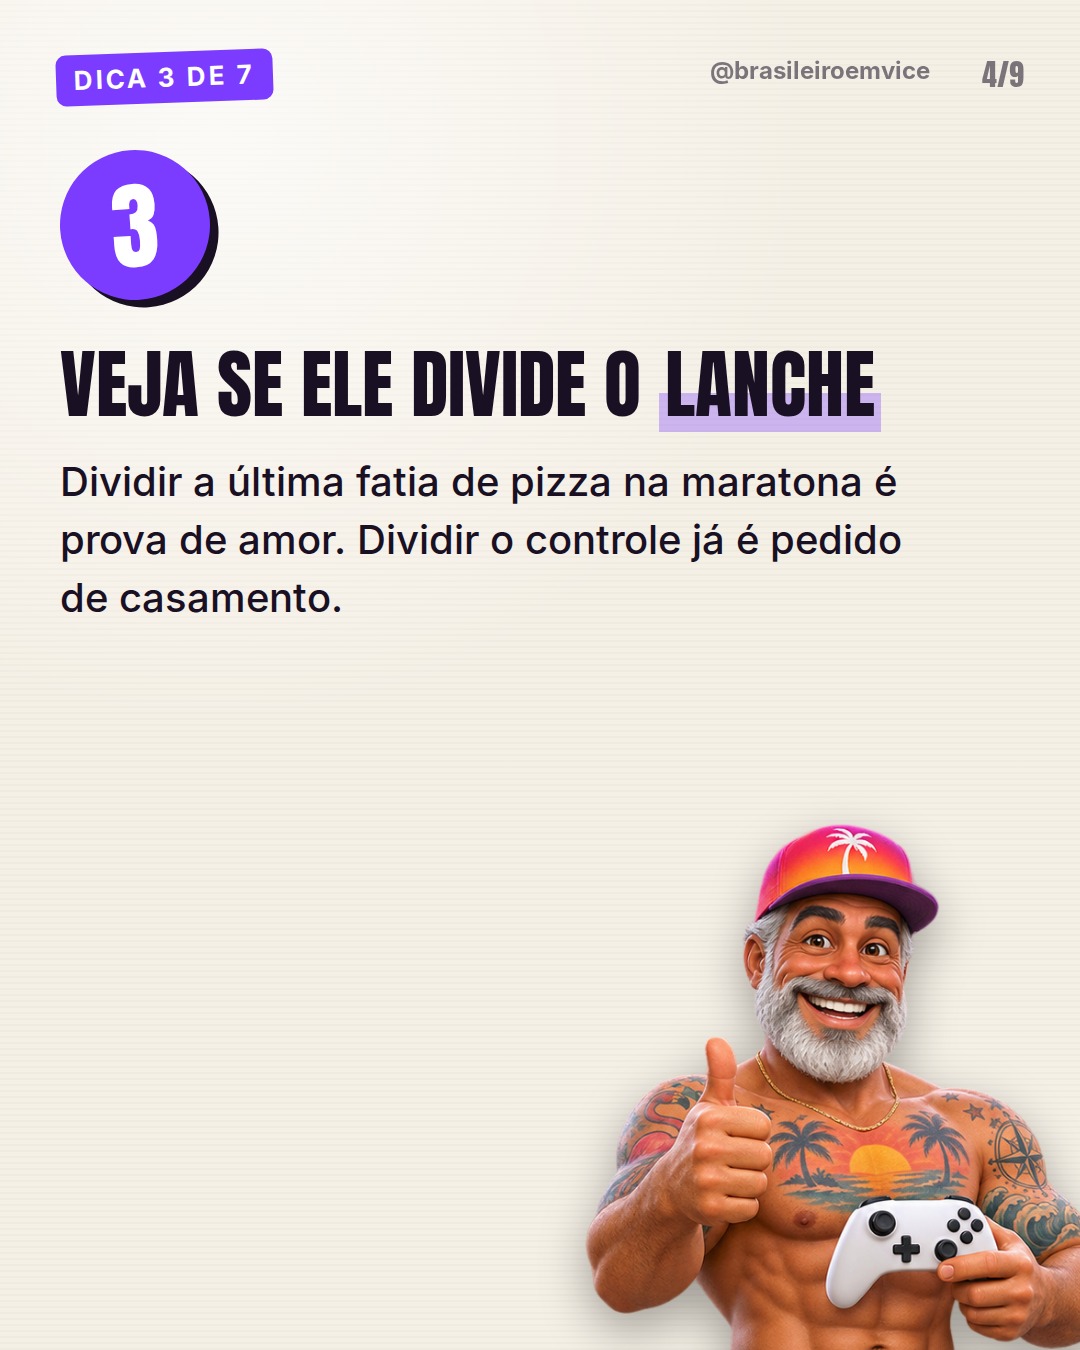 DICA 3 DE 7
@brasileiroemvice
4/9
3
VEJA SE ELE DIVIDE O LANCHE
Dividir a última fatia de pizza na maratona é
prova de amor. Dividir o controle já é pedido
de casamento.